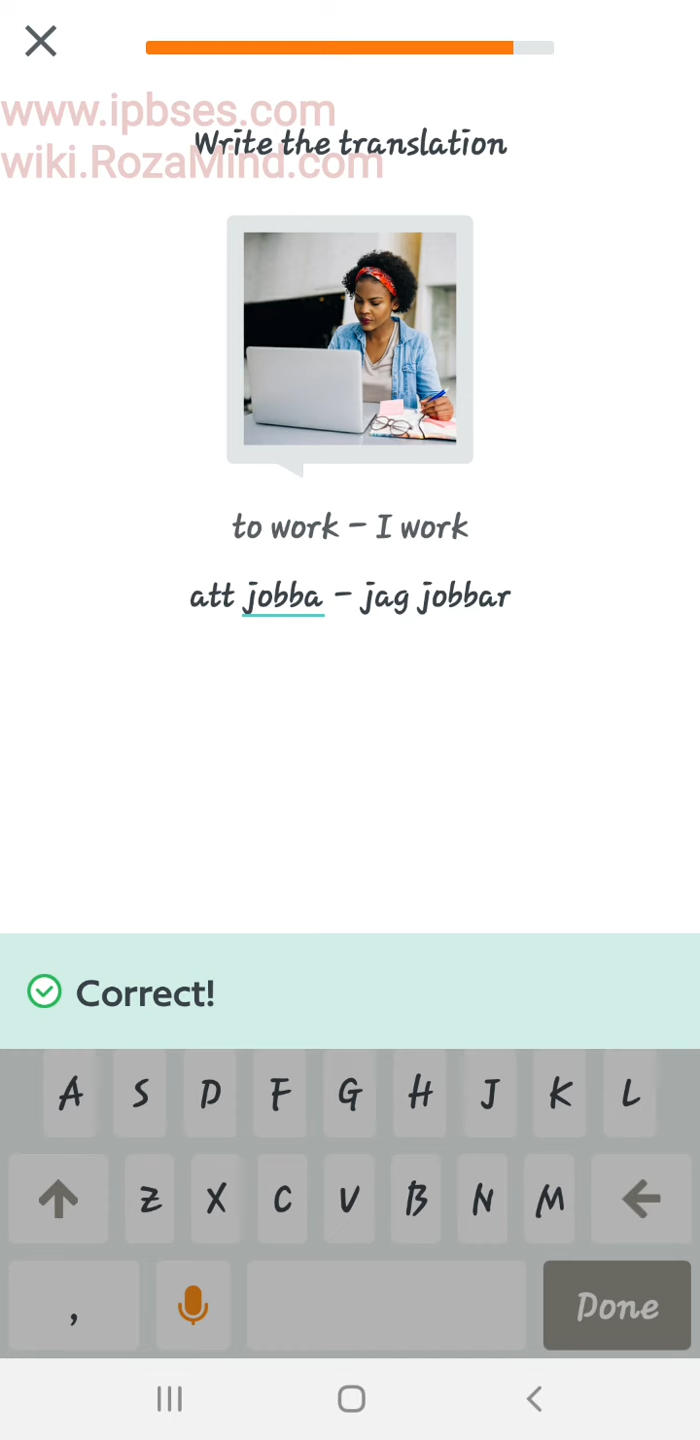 www.ipbses.com
Write the translation
wiki.RozaMind.com
to work – I work
att jobba – jag jobbar
Correct!
A S D F G H J K L
Z X C V B N M
, Done